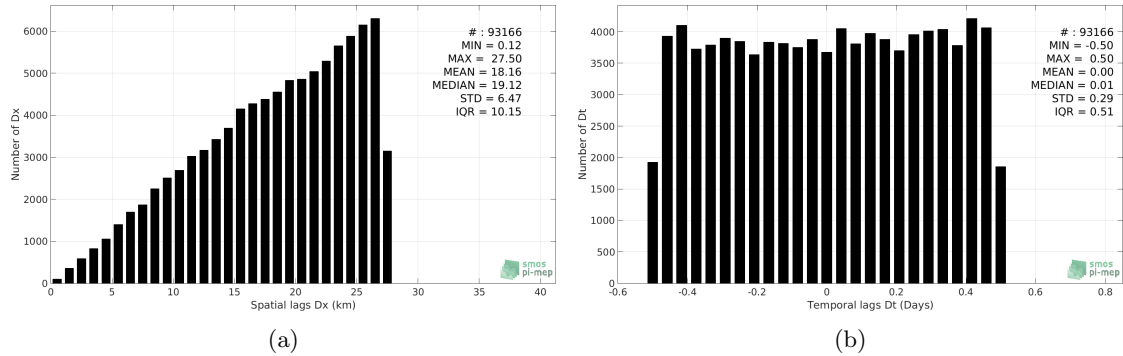 6000
5000
4000
3000
2000
1000
0
Number of Dx
# : 93166
MIN = 0.12
MAX = 27.50
MEAN = 18.16
MEDIAN = 19.12
STD = 6.47
IQR = 10.15
smos
pi-mep
0 5 10 15 20 25 30 35 40
Spatial lags Dx (km)
(a)
4000
3500
3000
2500
2000
1500
1000
500
0
Number of Dt
# : 93166
MIN = -0.50
MAX = 0.50
MEAN = 0.00
MEDIAN = 0.01
STD = 0.29
IQR = 0.51
smos
pi-mep
-0.6 -0.4 -0.2 0 0.2 0.4 0.6 0.8
Temporal lags Dt (Days)
(b)